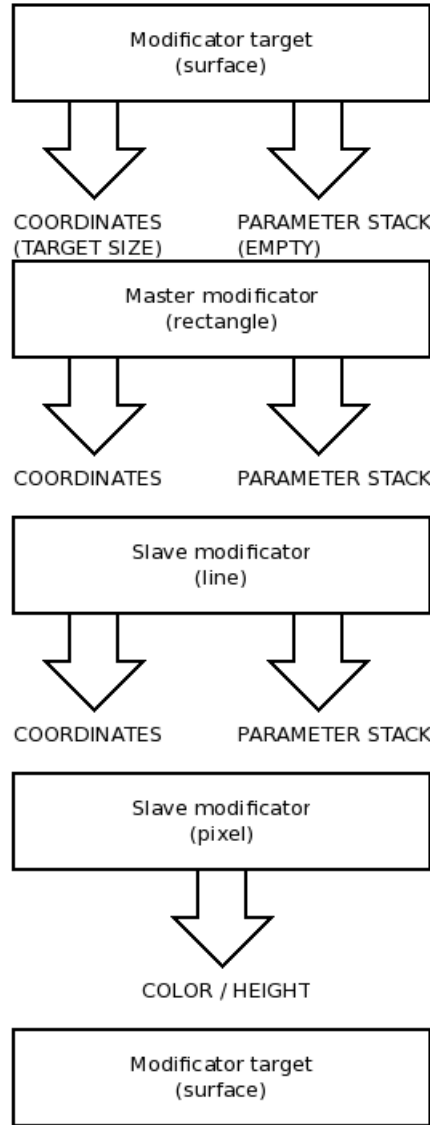 Modificator target
(surface)
COORDINATES
(TARGET SIZE)
PARAMETER STACK
(EMPTY)
Master modificator
(rectangle)
COORDINATES
PARAMETER STACK
Slave modificator
(line)
COORDINATES
PARAMETER STACK
Slave modificator
(pixel)
COLOR / HEIGHT
Modificator target
(surface)